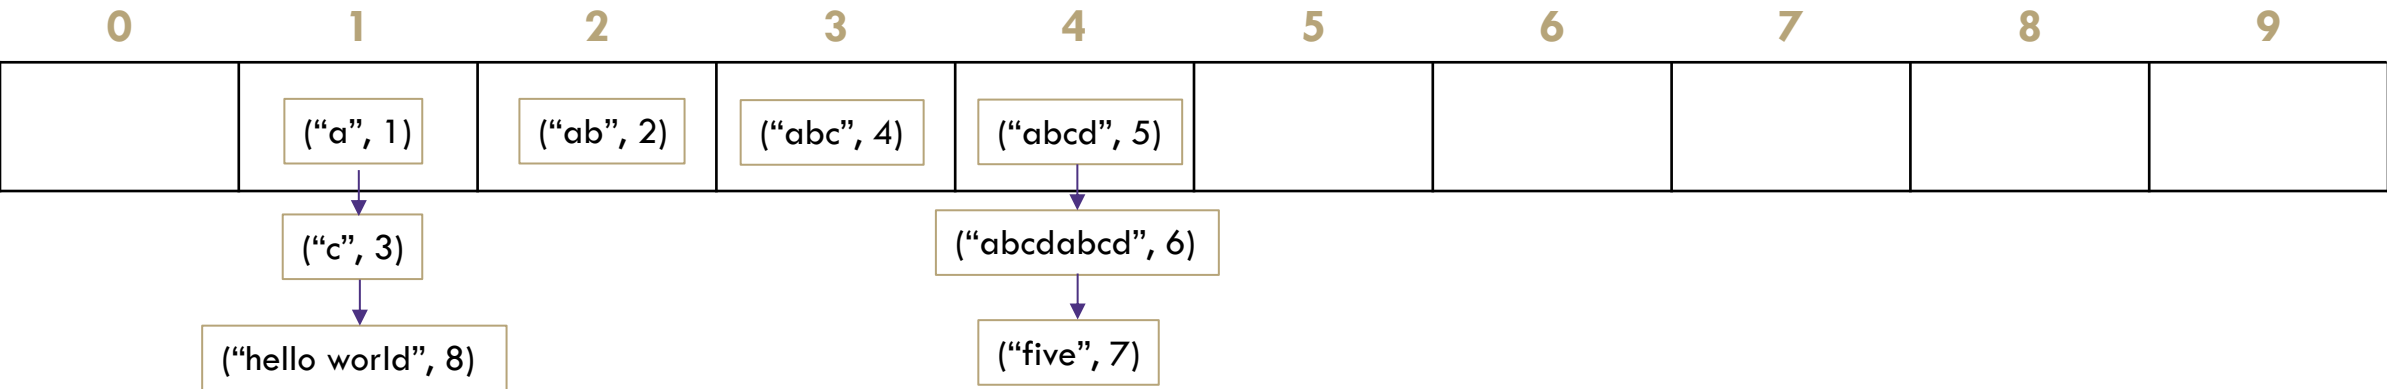 0 1 2 3 4 5 6 7 8 9
(“a”, 1) (“ab”, 2) (“abc”, 4) (“abcd”, 5)
(“c”, 3) (“abcdabcd”, 6)
(“hello world”, 8) (“five”, 7)